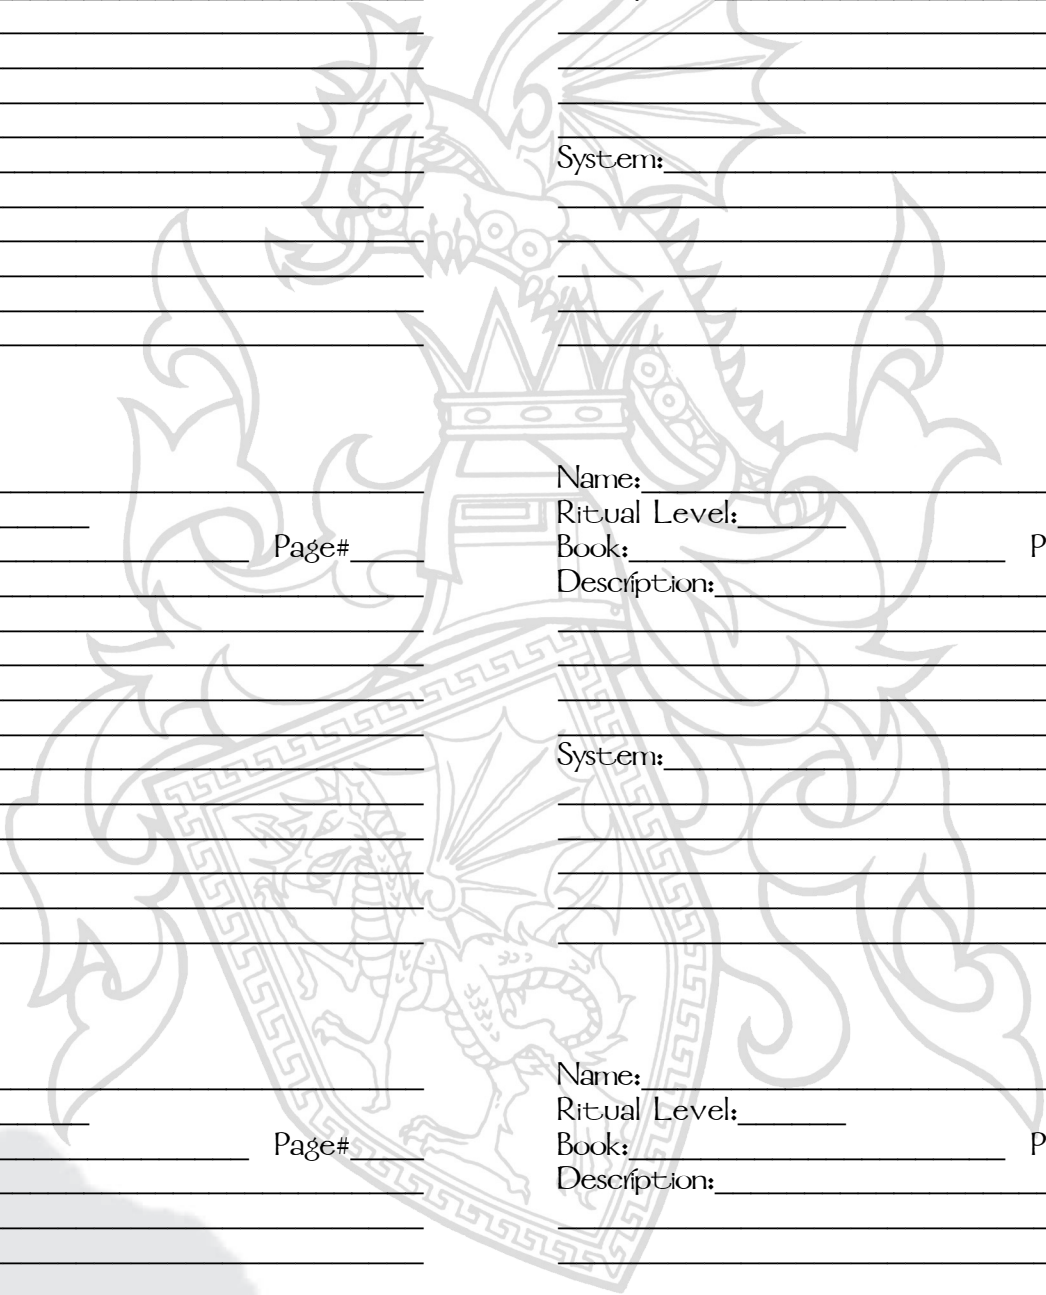 System:
Page#
Name:
Ritual Level:
Book:
Description:
System:
Page#
Name:
Ritual Level:
Book:
Description: